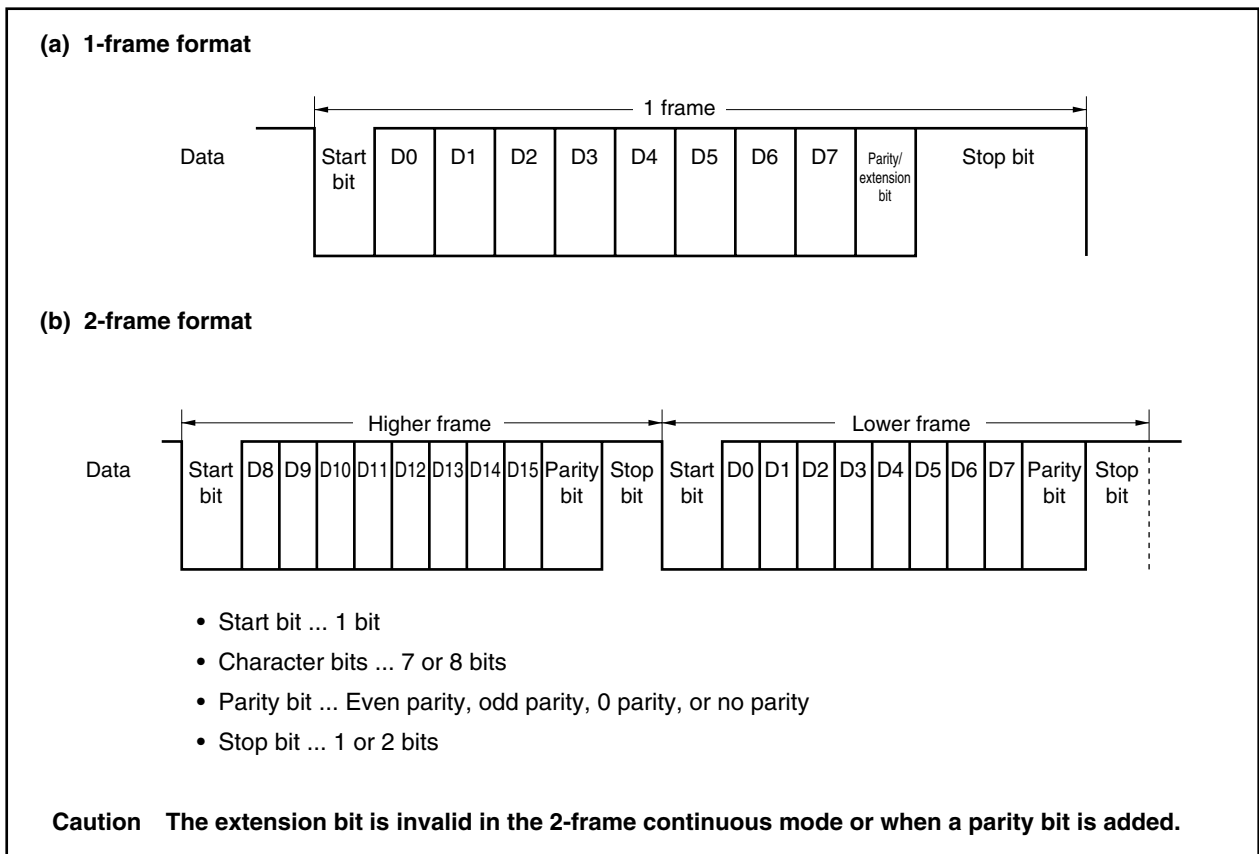 (a) 1-frame format
1 frame
Data Start bit D0 D1 D2 D3 D4 D5 D6 D7 Parity/ extension bit Stop bit
(b) 2-frame format
Higher frame Lower frame
Data Start bit D8 D9 D10 D11 D12 D13 D14 D15 Parity bit Stop bit Start bit D0 D1 D2 D3 D4 D5 D6 D7 Parity bit Stop bit
• Start bit ... 1 bit
• Character bits ... 7 or 8 bits
• Parity bit ... Even parity, odd parity, 0 parity, or no parity
• Stop bit ... 1 or 2 bits
Caution The extension bit is invalid in the 2-frame continuous mode or when a parity bit is added.